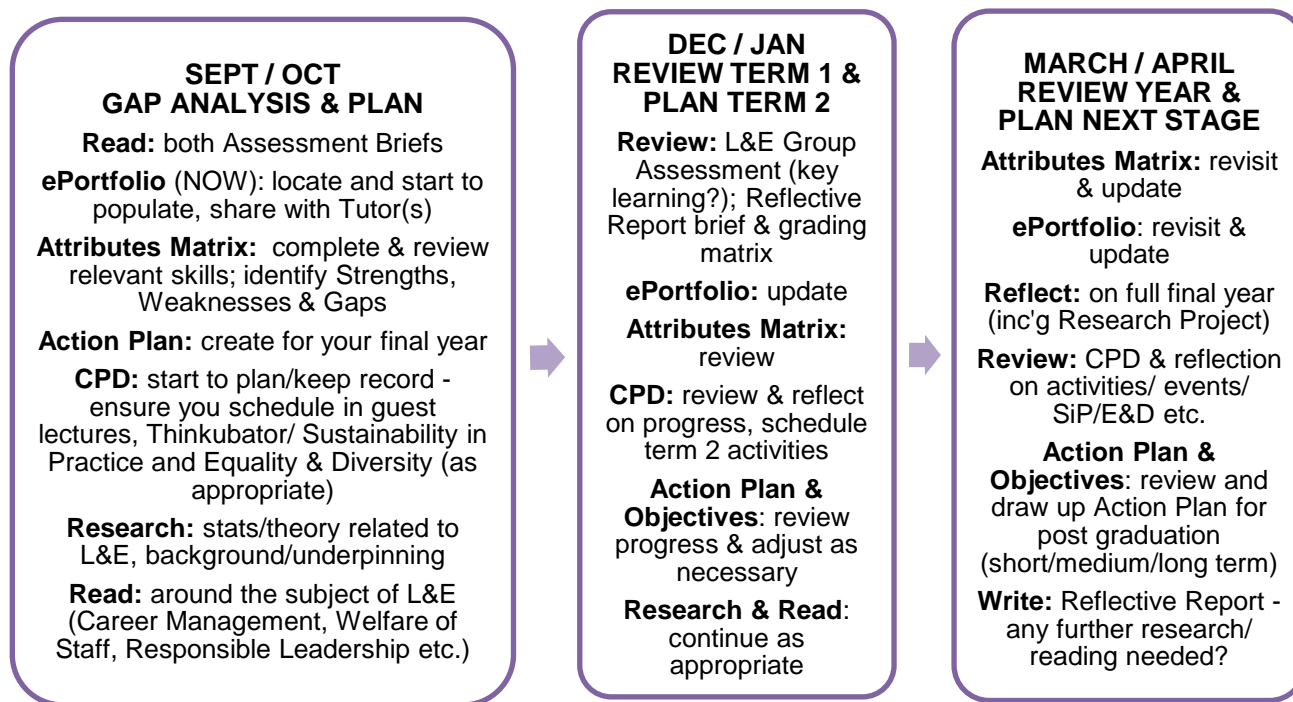 SEPT / OCT
GAP ANALYSIS & PLAN
Read: both Assessment Briefs
ePortfolio (NOW): locate and start to
populate, share with Tutor(s)
Attributes Matrix: complete & review
relevant skills; identify Strengths,
Weaknesses & Gaps
Action Plan: create for your final year
CPD: start to plan/keep record -
ensure you schedule in guest
lectures, Thinkubator/ Sustainability in
Practice and Equality & Diversity (as
appropriate)
Research: stats/theory related to
L&E, background/underpinning
Read: around the subject of L&E
(Career Management, Welfare of
Staff, Responsible Leadership etc.)
DEC / JAN
REVIEW TERM 1 &
PLAN TERM 2
Review: L&E Group
Assessment (key
learning?); Reflective
Report brief & grading
matrix
ePortfolio: update
Attributes Matrix:
review
CPD: review & reflect
on progress, schedule
term 2 activities
Action Plan &
Objectives: review
progress & adjust as
necessary
Research & Read:
continue as
appropriate
MARCH / APRIL
REVIEW YEAR &
PLAN NEXT STAGE
Attributes Matrix: revisit
& update
ePortfolio: revisit &
update
Reflect: on full final year
(inc'g Research Project)
Review: CPD & reflection
on activities/ events/
SiP/E&D etc.
Action Plan &
Objectives: review and
draw up Action Plan for
post graduation
(short/medium/long term)
Write: Reflective Report -
any further research/
reading needed?